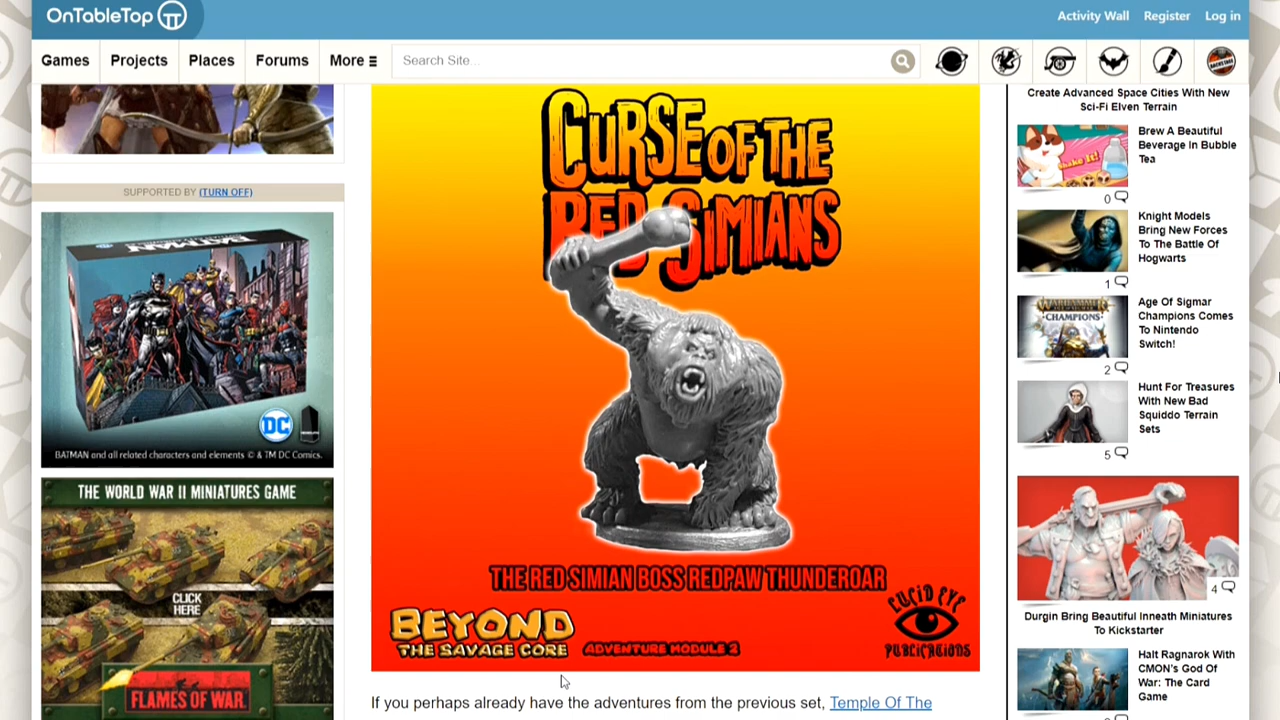 OnTableTop
Activity Wall Register Log in
Games Projects Places Forums More
Search Site...
SUPPORTED BY (TURN OFF)
BATMAN
DC
BATMAN and all related characters and elements © & TM DC Comics.
THE WORLD WAR II MINIATURES GAME
CLICK
HERE
FLAMES OF WAR
CURSE OF THE
RED SIMIANS
THE RED SIMIAN BOSS REDPAW THUNDEROAR
BEYOND
THE SAVAGE CORE
ADVENTURE MODULE 2
LUCID EYE
PUBLICATIONS
If you perhaps already have the adventures from the previous set, Temple Of The
Create Advanced Space Cities With New
Sci-Fi Elven Terrain
Shake It!
Brew A Beautiful
Beverage In Bubble
Tea
0
Knight Models
Bring New Forces
To The Battle Of
Hogwarts
1
WARHAMMER
CHAMPIONS
Age Of Sigmar
Champions Comes
To Nintendo
Switch!
2
Hunt For Treasures
With New Bad
Squiddo Terrain
Sets
5
4
Durgin Bring Beautiful Inneath Miniatures
To Kickstarter
Halt Ragnarok With
CMON's God Of
War: The Card
Game